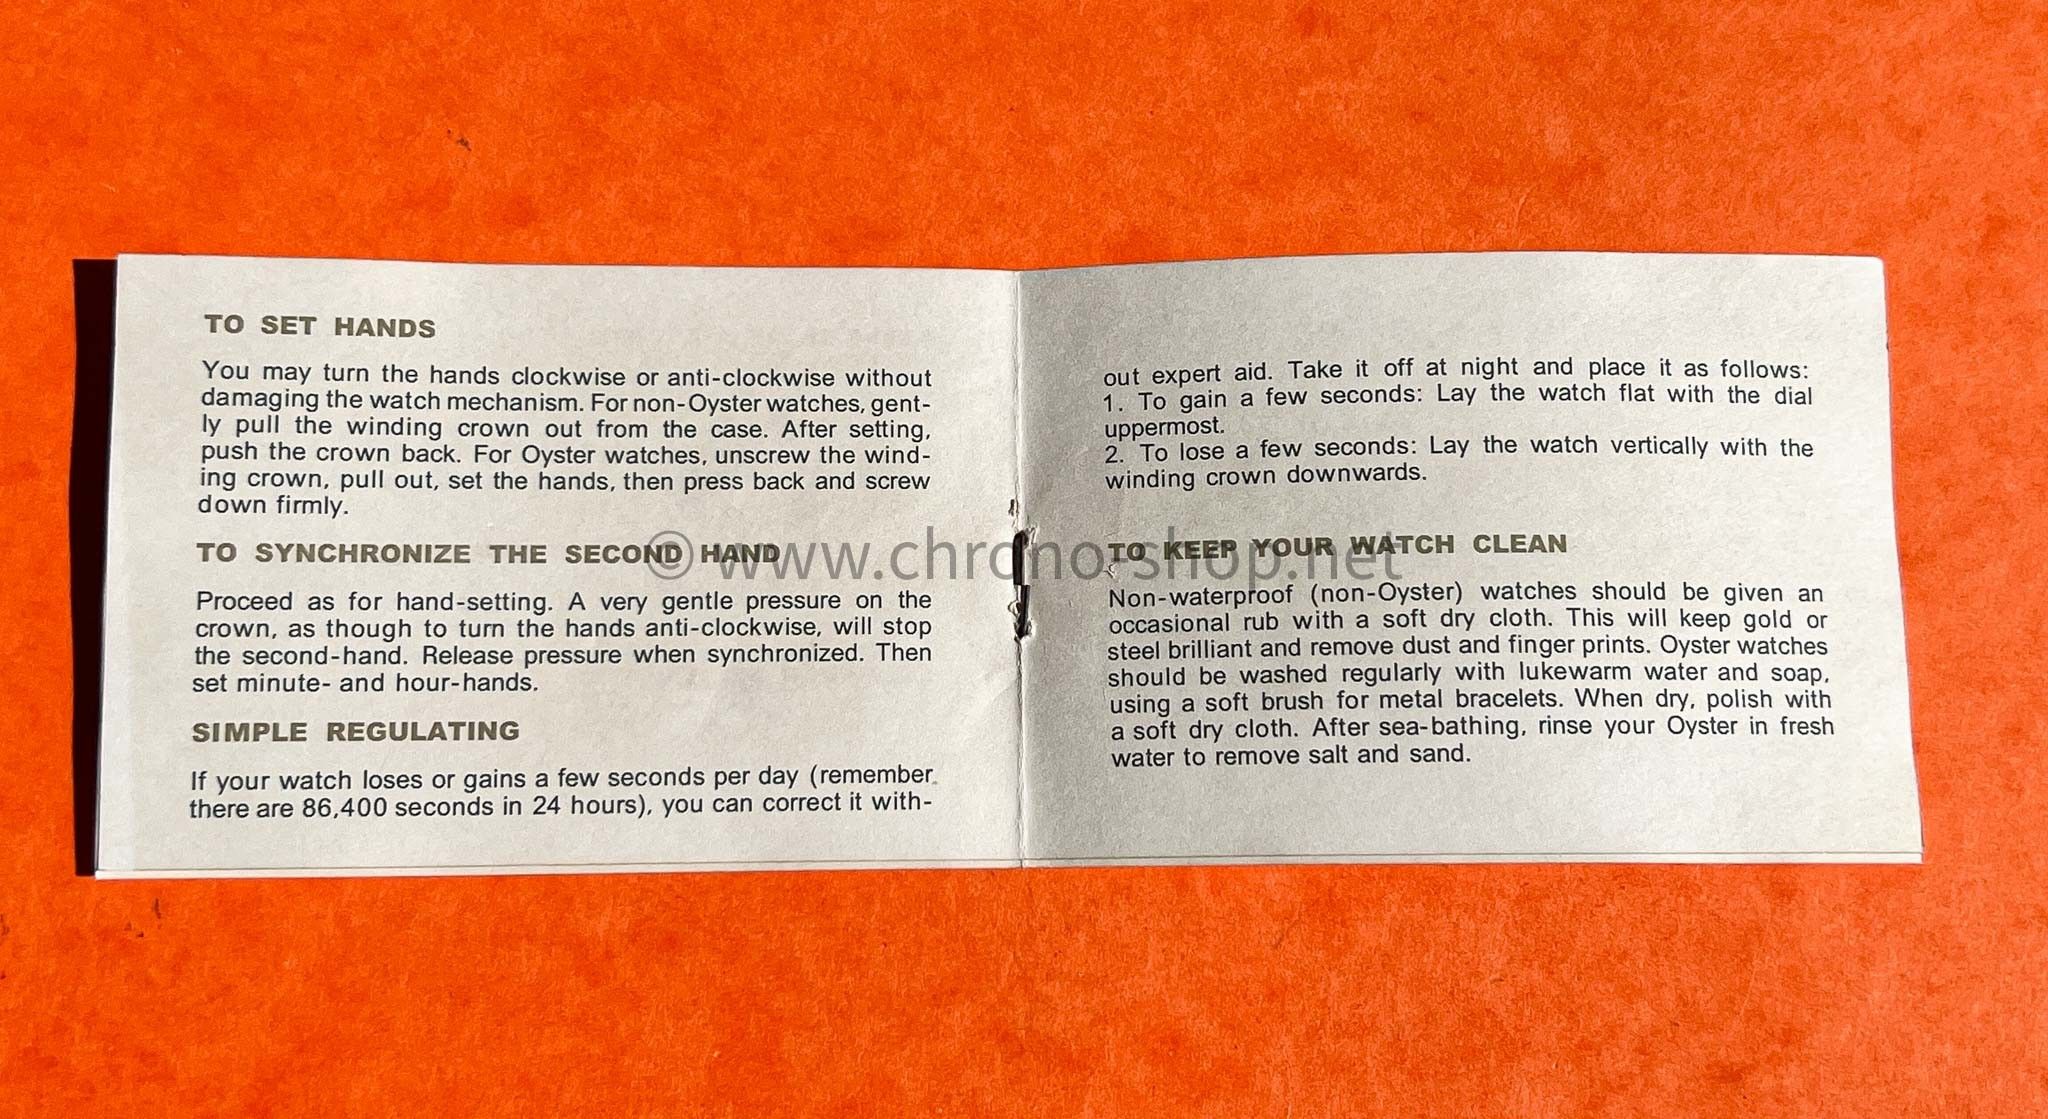 TO SET HANDS
You may turn the hands clockwise or anti-clockwise without
damaging the watch mechanism. For non-Oyster watches, gent-
ly pull the winding crown out from the case. After setting,
push the crown back. For Oyster watches, unscrew the wind-
ing crown, pull out, set the hands, then press back and screw
down firmly.
TO SYNCHRONIZE THE SECOND HAND
Proceed as for hand-setting. A very gentle pressure on the
crown, as though to turn the hands anti-clockwise, will stop
the second-hand. Release pressure when synchronized. Then
set minute- and hour-hands.
SIMPLE REGULATING
If your watch loses or gains a few seconds per day (remember
there are 86,400 seconds in 24 hours), you can correct it with-
out expert aid. Take it off at night and place it as follows:
1. To gain a few seconds: Lay the watch flat with the dial
uppermost.
2. To lose a few seconds: Lay the watch vertically with the
winding crown downwards.
TO KEEP YOUR WATCH CLEAN
Non-waterproof (non-Oyster) watches should be given an
occasional rub with a soft dry cloth. This will keep gold or
steel brilliant and remove dust and finger prints. Oyster watches
should be washed regularly with lukewarm water and soap,
using a soft brush for metal bracelets. When dry, polish with
a soft dry cloth. After sea-bathing, rinse your Oyster in fresh
water to remove salt and sand.
© www.chrono-shop.net